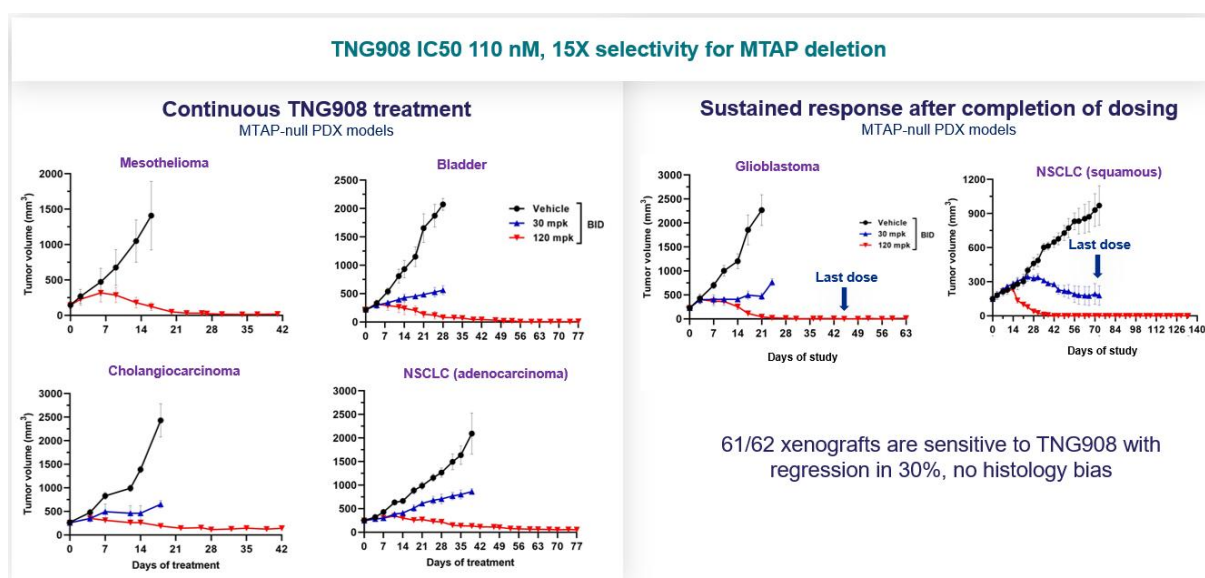 TNG908 IC50 110 nM, 15X selectivity for MTAP deletion
Continuous TNG908 treatment
MTAP-null PDX models
Mesothelioma
Tumor volume (mm³)
2000
1500
1000
500
0
0 7 14 21 28 35 42
Bladder
2500
2000
1500
1000
500
0
0 7 14 21 28 35 42 49 56 63 70 77
Vehicle
30 mpk
120 mpk
BID
Cholangiocarcinoma
Tumor volume (mm³)
3000
2500
2000
1500
1000
500
0
0 7 14 21 28 35 42
Days of treatment
NSCLC (adenocarcinoma)
3000
2500
2000
1500
1000
500
0
0 7 14 21 28 35 42 49 56 63 70 77
Days of treatment
Sustained response after completion of dosing
MTAP-null PDX models
Glioblastoma
Tumor volume (mm³)
3000
2500
2000
1500
1000
500
0
0 7 14 21 28 35 42 49 56 63
Days of study
Vehicle
30 mpk
120 mpk
BID
Last dose
NSCLC (squamous)
Tumor volume (mm³)
1200
900
600
300
0
0 14 28 42 56 70 84 98 112 126 140
Days of study
Last dose
61/62 xenografts are sensitive to TNG908 with
regression in 30%, no histology bias